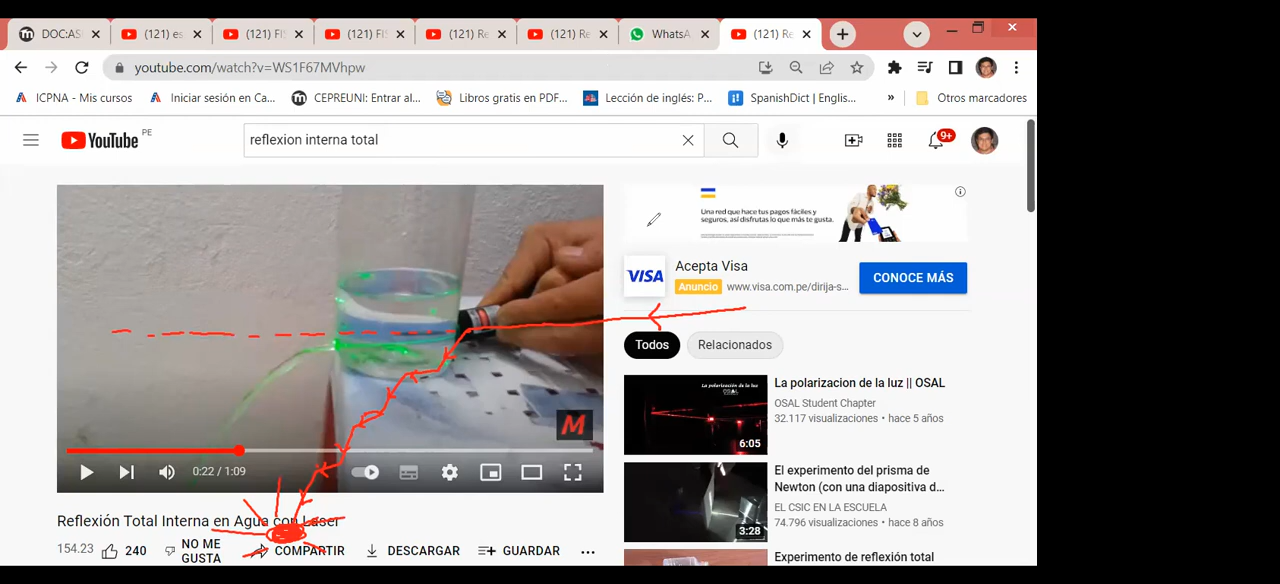 DOC:AS
(121) es
(121) FI
(121) FI
(121) Re
(121) Re
WhatsA
(121) Re
youtube.com/watch?v=WS1F67MVhpw
ICPNA - Mis cursos
Iniciar sesión en Ca...
CEPREUNI: Entrar al...
Libros gratis en PDF...
Lección de inglés: P...
SpanishDict | Englis...
»
Otros marcadores
YouTube PE
reflexion interna total
9+
Una red que hace tus pagos fáciles y
seguros, así disfrutas lo que más te gusta.
VISA
Acepta Visa
Anuncio www.visa.com.pe/dirija-s...
CONOCE MÁS
Todos
Relacionados
M
0:22 / 1:09
Reflexión Total Interna en Agua con Laser
154.23
240
NO ME
GUSTA
COMPARTIR
DESCARGAR
GUARDAR
La polarizacion de la luz
OSAL
6:05
La polarizacion de la luz || OSAL
OSAL Student Chapter
32.117 visualizaciones • hace 5 años
3:28
El experimento del prisma de
Newton (con una diapositiva d...
EL CSIC EN LA ESCUELA
74.796 visualizaciones • hace 8 años
Experimento de reflexión total